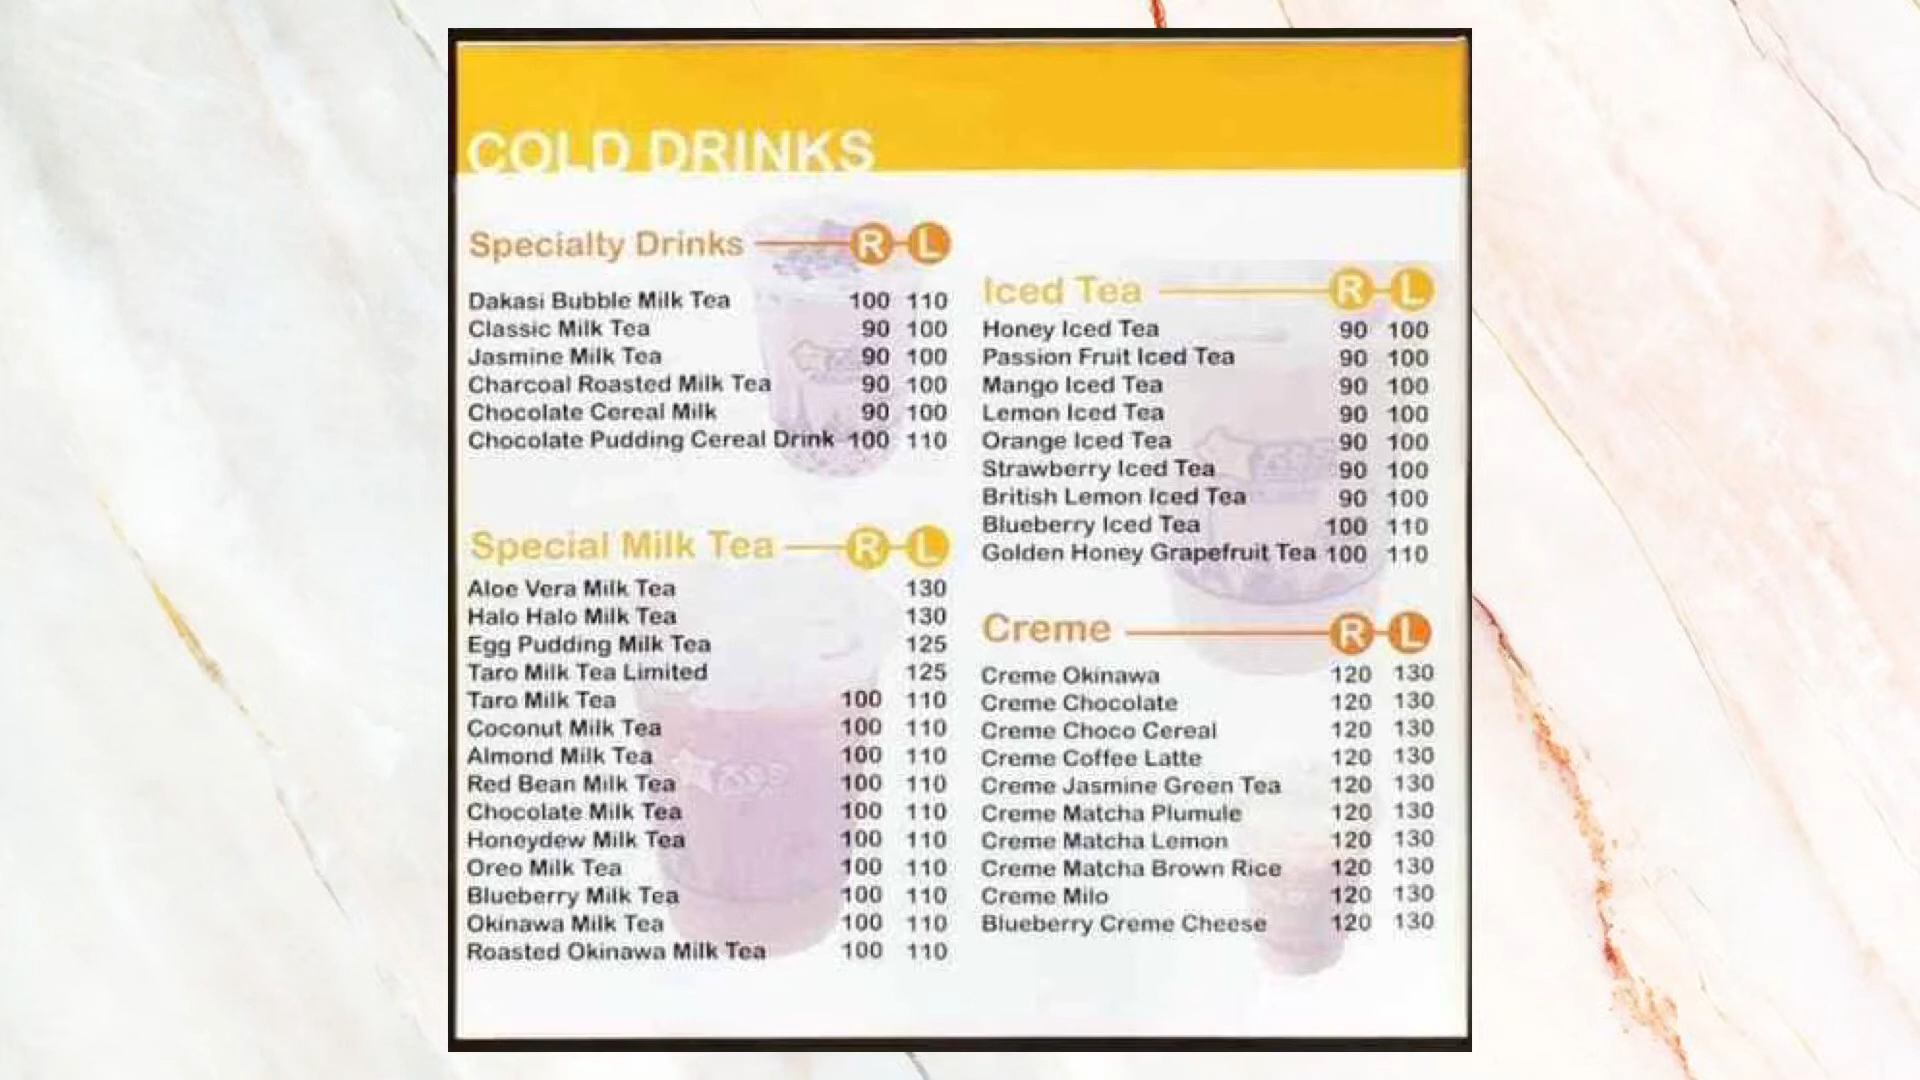 COLD DRINKS
Specialty Drinks R L
Dakasi Bubble Milk Tea 100 110
Classic Milk Tea 90 100
Jasmine Milk Tea 90 100
Charcoal Roasted Milk Tea 90 100
Chocolate Cereal Milk 90 100
Chocolate Pudding Cereal Drink 100 110
Special Milk Tea R L
Aloe Vera Milk Tea 130
Halo Halo Milk Tea 130
Egg Pudding Milk Tea 125
Taro Milk Tea Limited 125
Taro Milk Tea 100 110
Coconut Milk Tea 100 110
Almond Milk Tea 100 110
Red Bean Milk Tea 100 110
Chocolate Milk Tea 100 110
Honeydew Milk Tea 100 110
Oreo Milk Tea 100 110
Blueberry Milk Tea 100 110
Okinawa Milk Tea 100 110
Roasted Okinawa Milk Tea 100 110
Iced Tea R L
Honey Iced Tea 90 100
Passion Fruit Iced Tea 90 100
Mango Iced Tea 90 100
Lemon Iced Tea 90 100
Orange Iced Tea 90 100
Strawberry Iced Tea 90 100
British Lemon Iced Tea 90 100
Blueberry Iced Tea 100 110
Golden Honey Grapefruit Tea 100 110
Creme R L
Creme Okinawa 120 130
Creme Chocolate 120 130
Creme Choco Cereal 120 130
Creme Coffee Latte 120 130
Creme Jasmine Green Tea 120 130
Creme Matcha Plumule 120 130
Creme Matcha Lemon 120 130
Creme Matcha Brown Rice 120 130
Creme Milo 120 130
Blueberry Creme Cheese 120 130